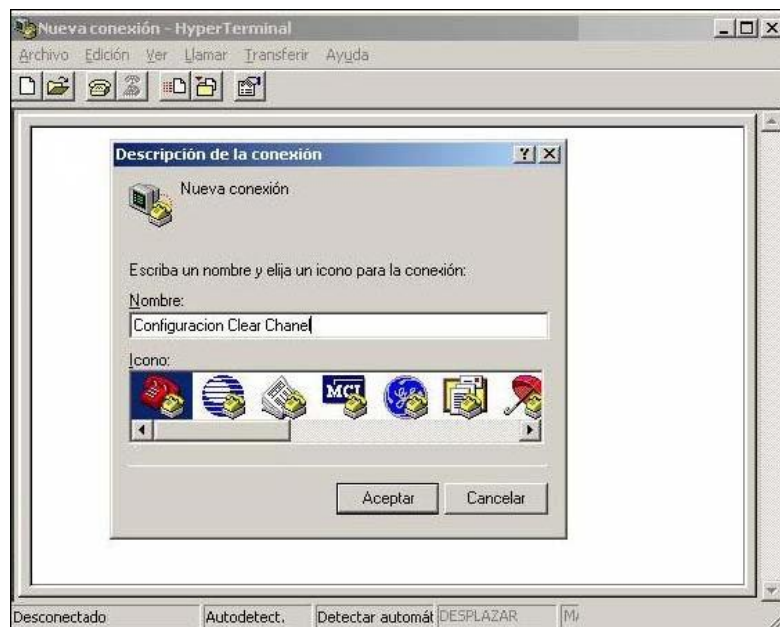 Nueva conexión - HyperTerminal
Archivo Edición Ver Llamar Transferir Ayuda
Descripción de la conexión
Nueva conexión
Escriba un nombre y elija un icono para la conexión:
Nombre:
Configuracion Clear Chanel
Icono:
MCI
Aceptar Cancelar
Desconectado Autodetect. Detectar automát DESPLAZAR